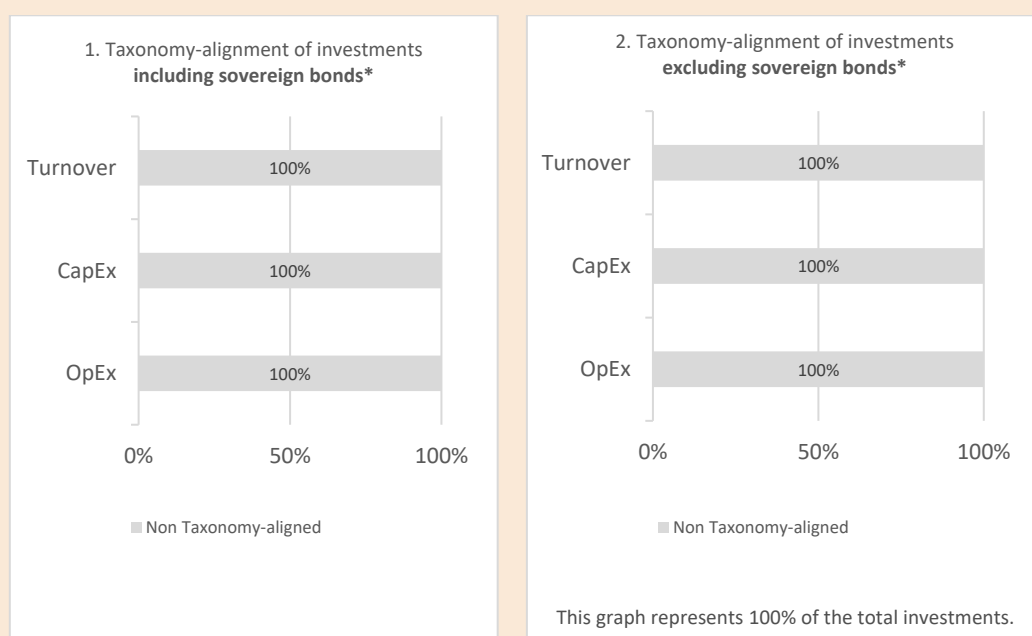 1. Taxonomy-alignment of investments
including sovereign bonds*
Turnover
100%
CapEx
100%
OpEx
100%
0%
50%
100%
Non Taxonomy-aligned
2. Taxonomy-alignment of investments
excluding sovereign bonds*
Turnover
100%
CapEx
100%
OpEx
100%
0%
50%
100%
Non Taxonomy-aligned
This graph represents 100% of the total investments.